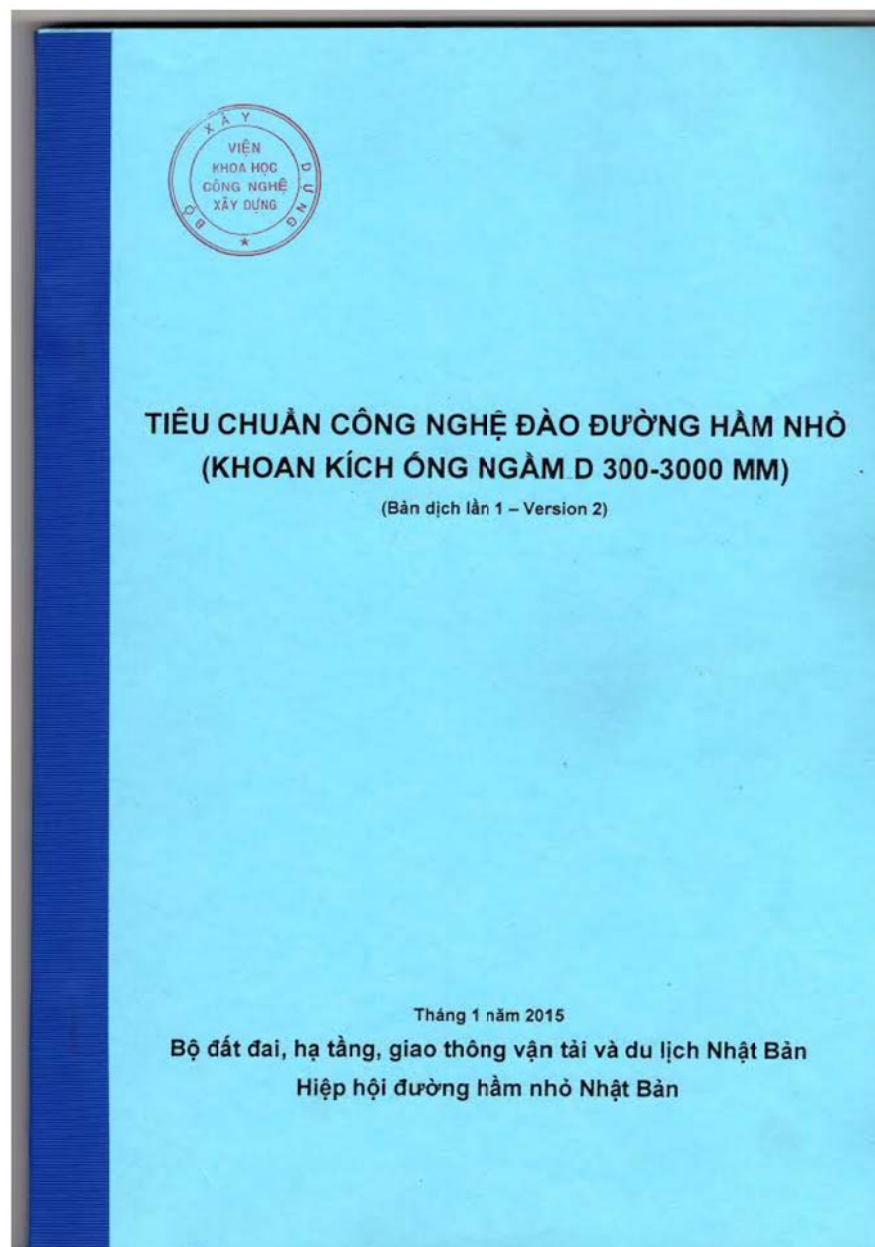 BỘ XÂY DỰNG
VIỆN
KHOA HỌC
CÔNG NGHỆ
XÂY DỰNG
TIÊU CHUẨN CÔNG NGHỆ ĐÀO ĐƯỜNG HẦM NHỎ
(KHOAN KÍCH ỐNG NGẦM D 300-3000 MM)
(Bản dịch lần 1 – Version 2)
Tháng 1 năm 2015
Bộ đất đai, hạ tầng, giao thông vận tải và du lịch Nhật Bản
Hiệp hội đường hầm nhỏ Nhật Bản